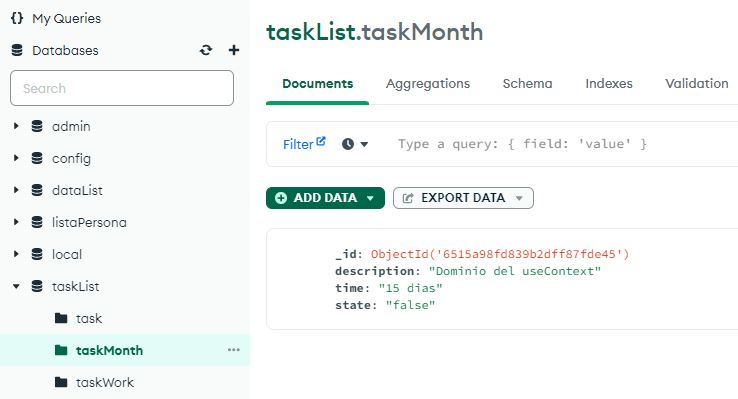 My Queries
Databases
Search
admin
config
dataList
listaPersona
local
taskList
task
taskMonth
taskWork
taskList.taskMonth
Documents Aggregations Schema Indexes Validation
Filter Type a query: { field: 'value' }
ADD DATA EXPORT DATA
_id: ObjectId('6515a98fd839b2dff87fde45')
description: "Dominio del useContext"
time: "15 dias"
state: "false"